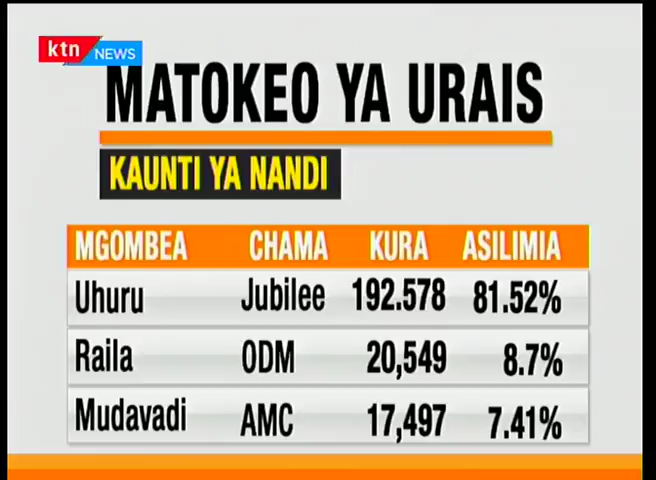 ktn NEWS
MATOKEO YA URAIS
KAUNTI YA NANDI
MGOMBEA CHAMA KURA ASILIMIA
Uhuru Jubilee 192.578 81.52%
Raila ODM 20,549 8.7%
Mudavadi AMC 17,497 7.41%